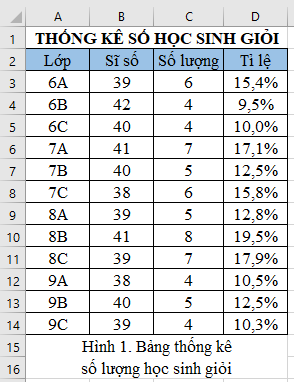 A B C D
1 THỐNG KÊ SỐ HỌC SINH GIỎI
2 Lớp Sĩ số Số lượng Tỉ lệ
3 6A 39 6 15,4%
4 6B 42 4 9,5%
5 6C 40 4 10,0%
6 7A 41 7 17,1%
7 7B 40 5 12,5%
8 7C 38 6 15,8%
9 8A 39 5 12,8%
10 8B 41 8 19,5%
11 8C 39 7 17,9%
12 9A 38 4 10,5%
13 9B 40 5 12,5%
14 9C 39 4 10,3%
15 Hình 1. Bảng thống kê
16 số lượng học sinh giỏi